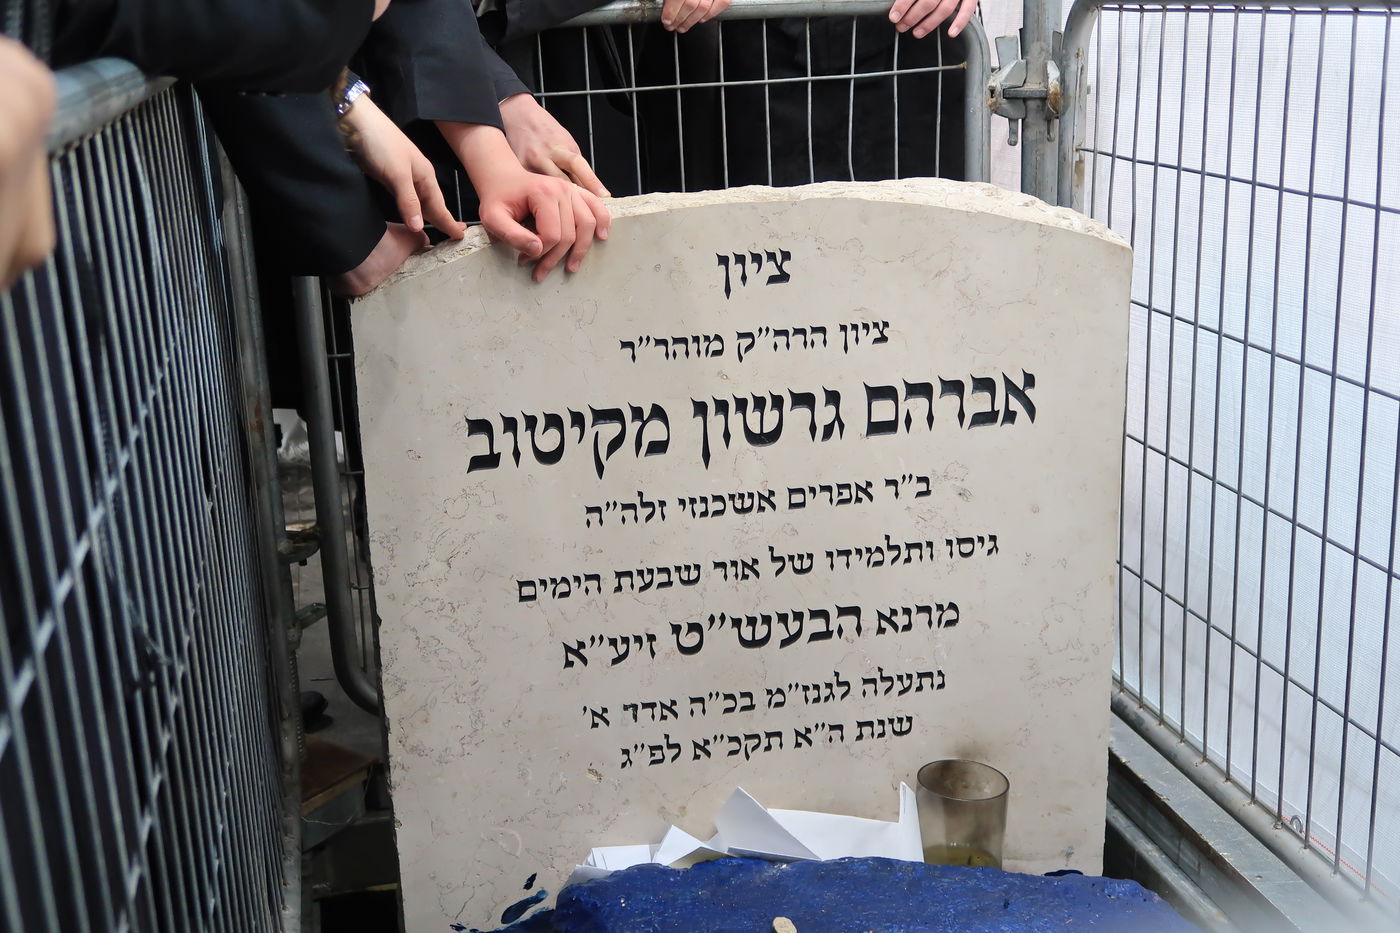 ציון
ציון הרה״ק מוהר״ר
אברהם גרשון מקיטוב
ב״ר אפרים אשכנזי זלה״ה
גיסו ותלמידו של אור שבעת הימים
מרנא הבעש״ט זיע״א
נתעלה לגנז״מ בכ״ה אדר א׳
שנת ה״א תקכ״א לפ״ג